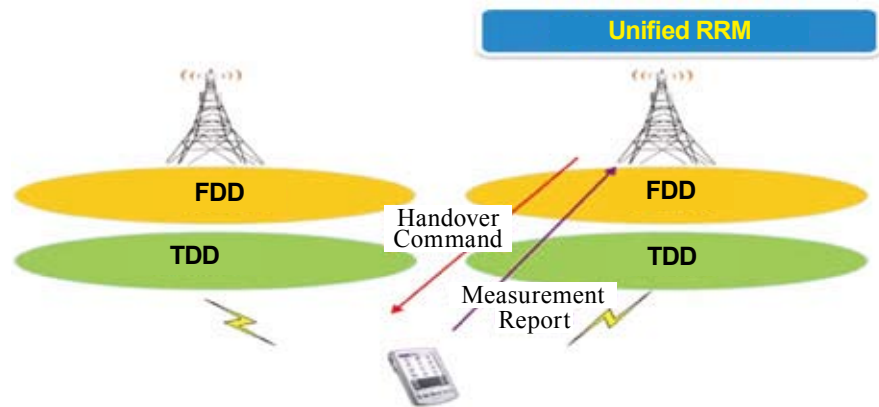 Unified RRM
FDD
FDD
Handover
Command
TDD
TDD
Measurement
Report